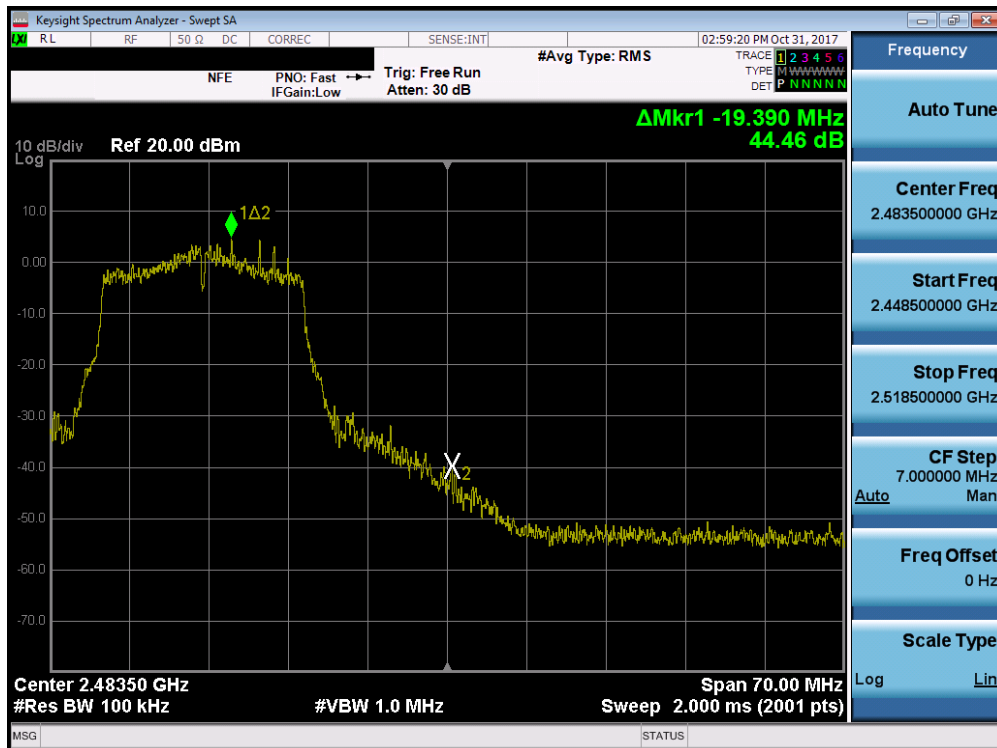 Keysight Spectrum Analyzer - Swept SA
LXI RL RF 50 Ω DC CORREC SENSE:INT 02:59:20 PM Oct 31, 2017
NFE PNO: Fast Trig: Free Run #Avg Type: RMS TRACE 1 2 3 4 5 6
IFGain:Low Atten: 30 dB TYPE M WWWWW
DET P N N N N N
ΔMkr1 -19.390 MHz
44.46 dB
10 dB/div Ref 20.00 dBm
Log
10.0
0.00
-10.0
-20.0
-30.0
-40.0
-50.0
-60.0
-70.0
1Δ2
X2
Center 2.48350 GHz Span 70.00 MHz
#Res BW 100 kHz #VBW 1.0 MHz Sweep 2.000 ms (2001 pts)
MSG STATUS
Frequency
Auto Tune
Center Freq
2.483500000 GHz
Start Freq
2.448500000 GHz
Stop Freq
2.518500000 GHz
CF Step
7.000000 MHz
Auto Man
Freq Offset
0 Hz
Scale Type
Log Lin